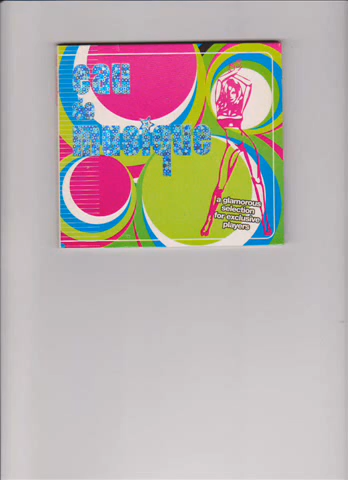 eau
de
musique
a glamorous
selection
for exclusive
players